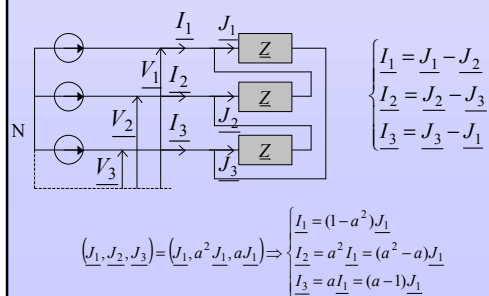 I₁ J₁ Z
V₁
I₂ Z
N V₂ J₂
I₃ Z
V₃ J₃
I₁ = J₁ − J₂
I₂ = J₂ − J₃
I₃ = J₃ − J₁
(J₁, J₂, J₃) = (J₁, a²J₁, aJ₁) ⇒
I₁ = (1 − a²)J₁
I₂ = a²I₁ = (a² − a)J₁
I₃ = aI₁ = (a − 1)J₁